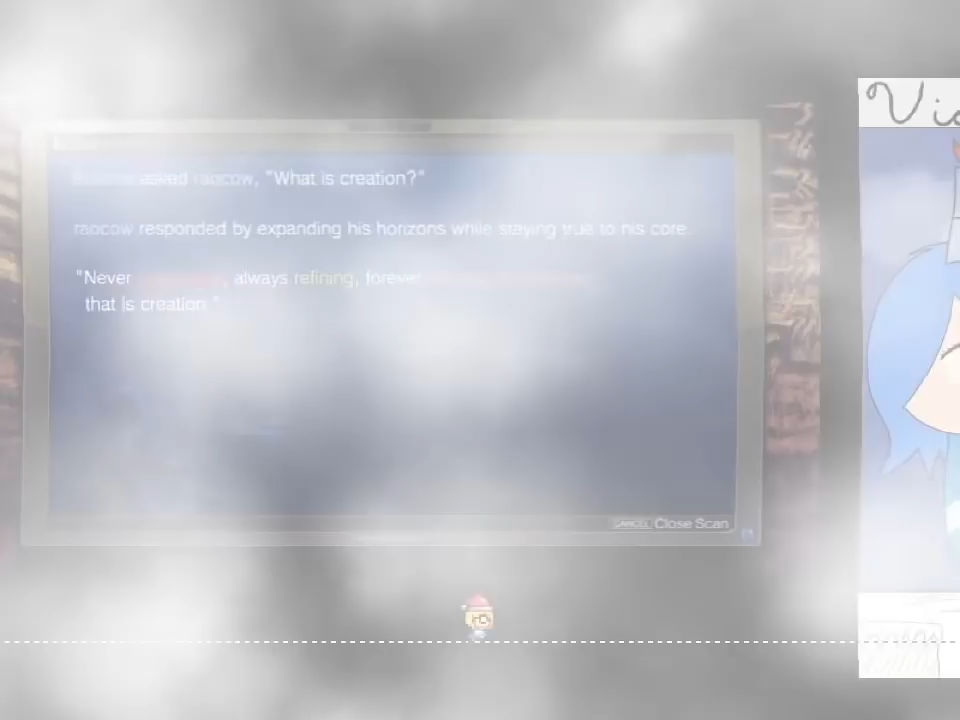 asked raocow, "What is creation?"
raocow responded by expanding his horizons while staying true to his core.
"Never always refining, forever
that is creation."
CANCEL Close Scan